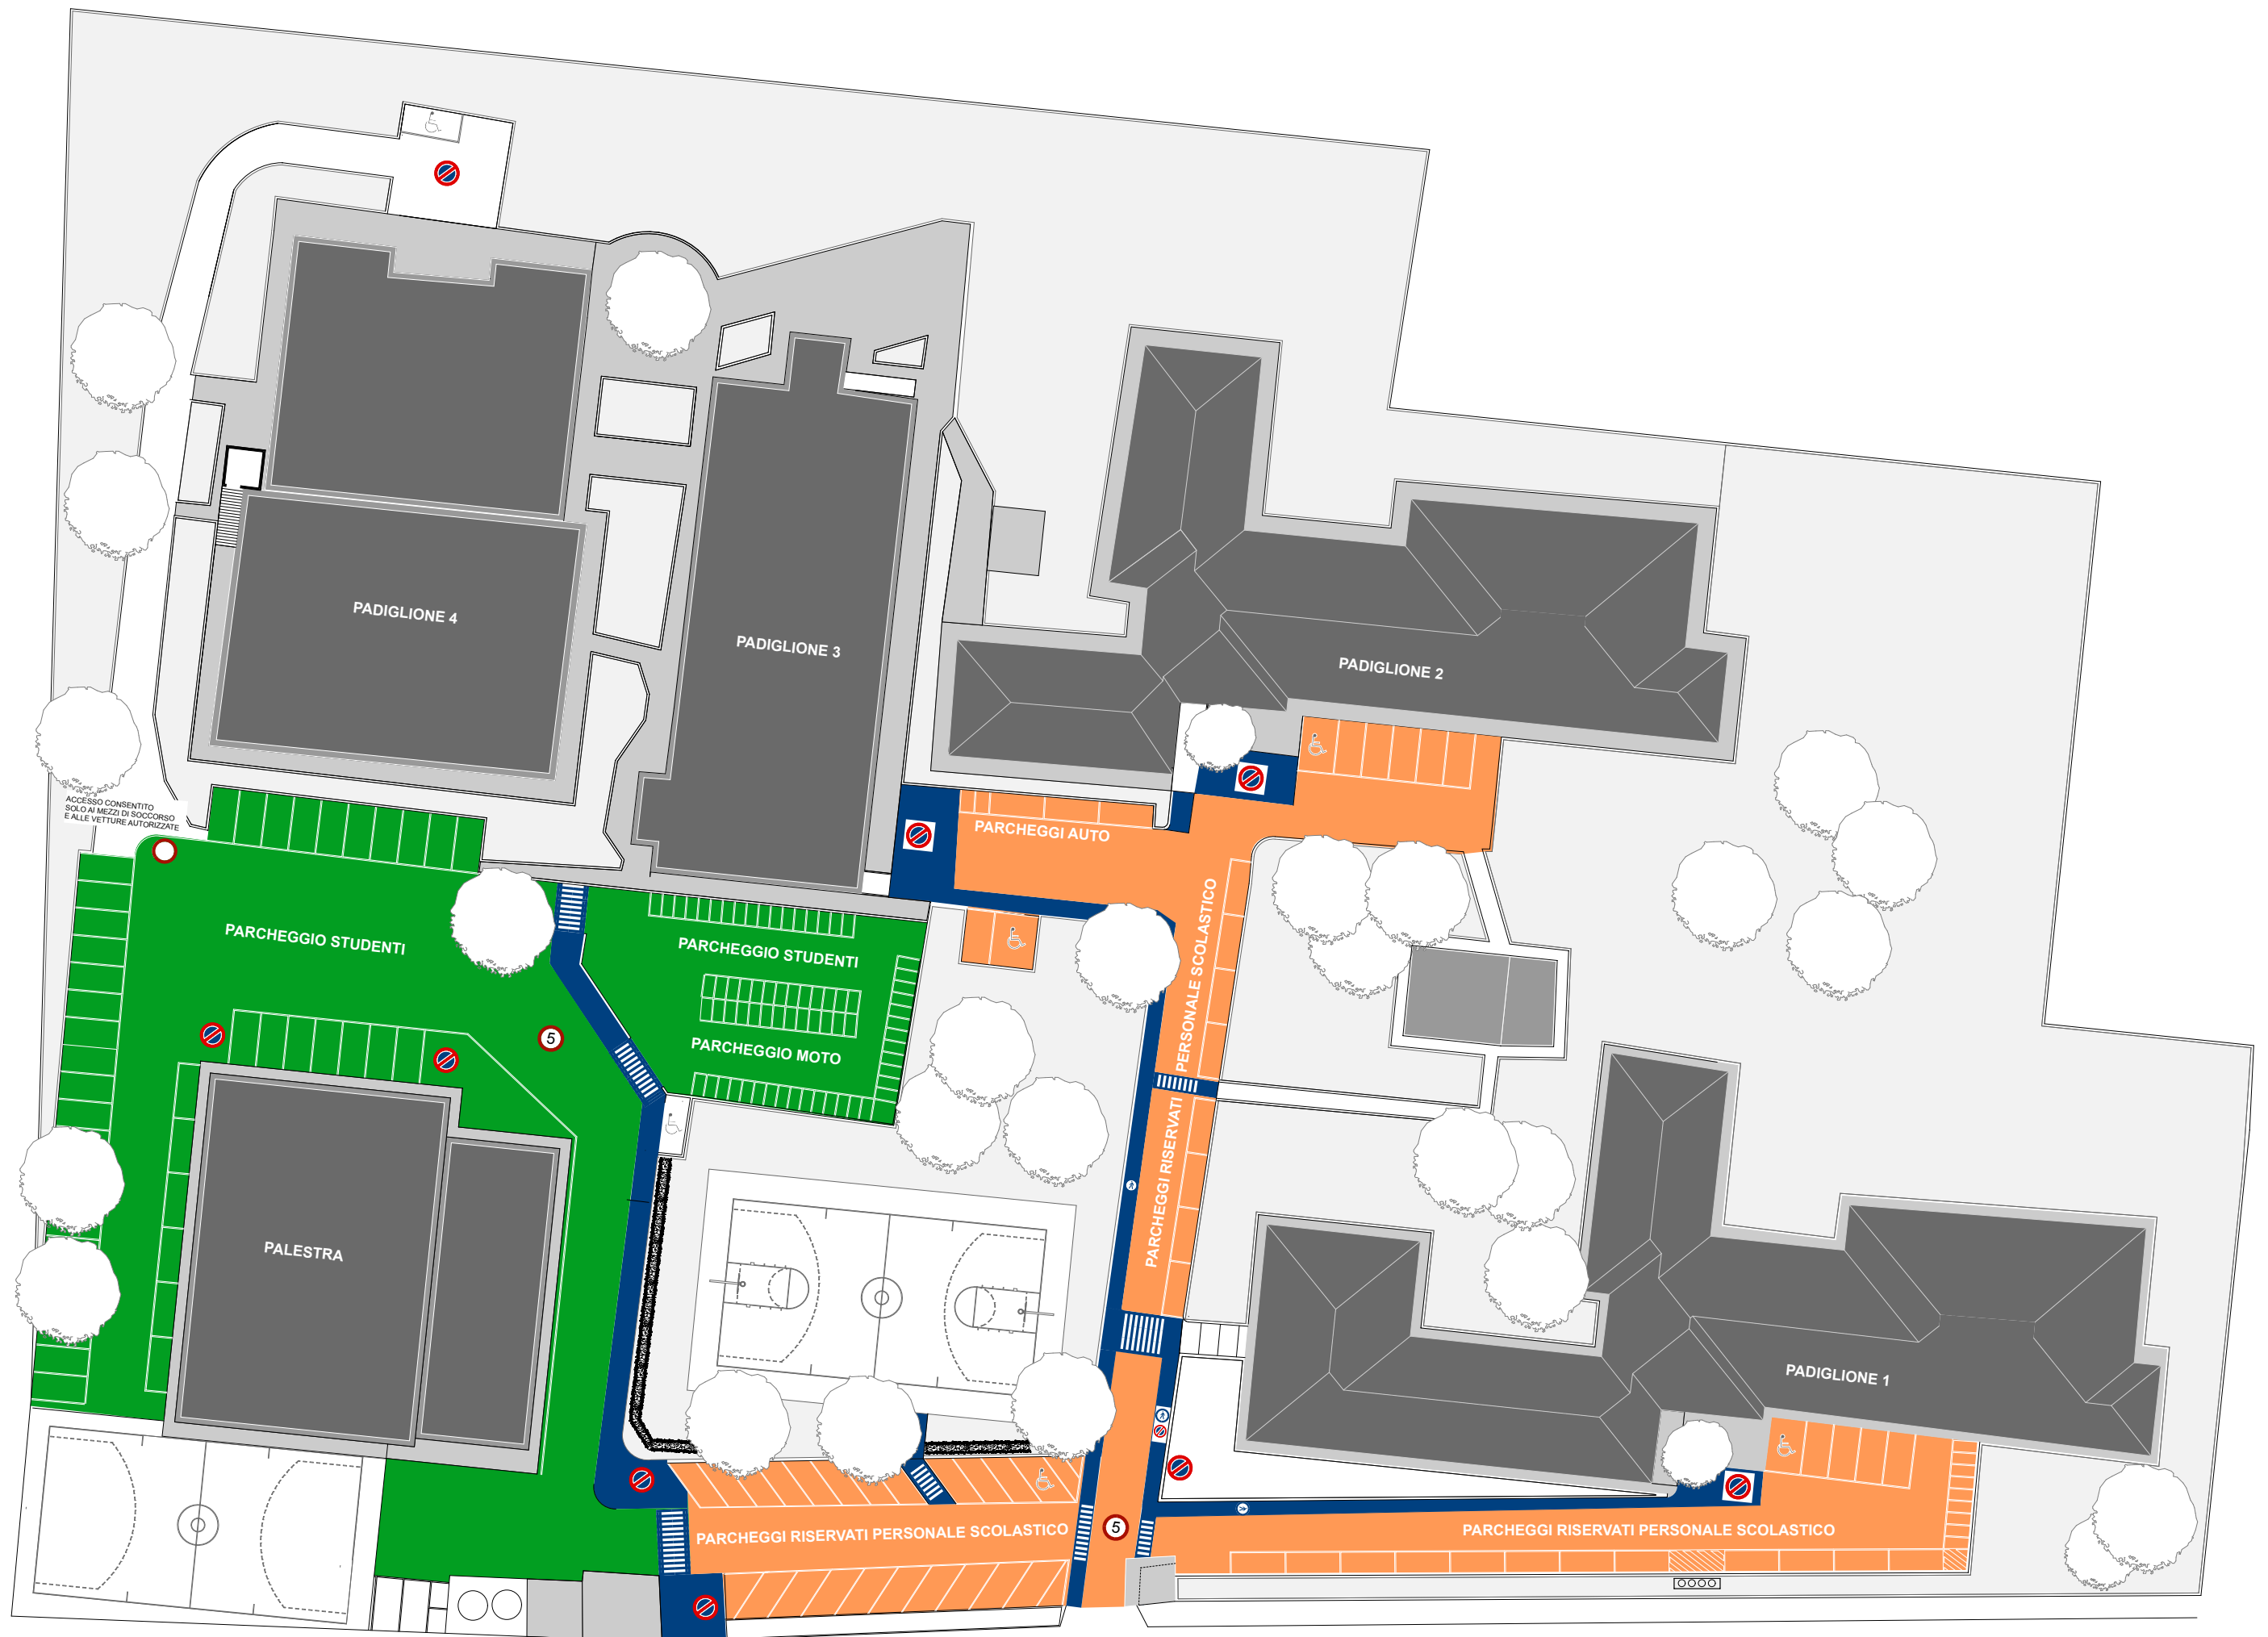 PADIGLIONE 4
PADIGLIONE 3
PADIGLIONE 2
ACCESSO CONSENTITO
SOLO AI MEZZI DI SOCCORSO
E ALLE VETTURE AUTORIZZATE
PARCHEGGI AUTO
PERSONALE SCOLASTICO
PARCHEGGIO STUDENTI
PARCHEGGIO STUDENTI
5
PARCHEGGIO MOTO
PARCHEGGI RISERVATI
PALESTRA
PADIGLIONE 1
5
PARCHEGGI RISERVATI PERSONALE SCOLASTICO
PARCHEGGI RISERVATI PERSONALE SCOLASTICO